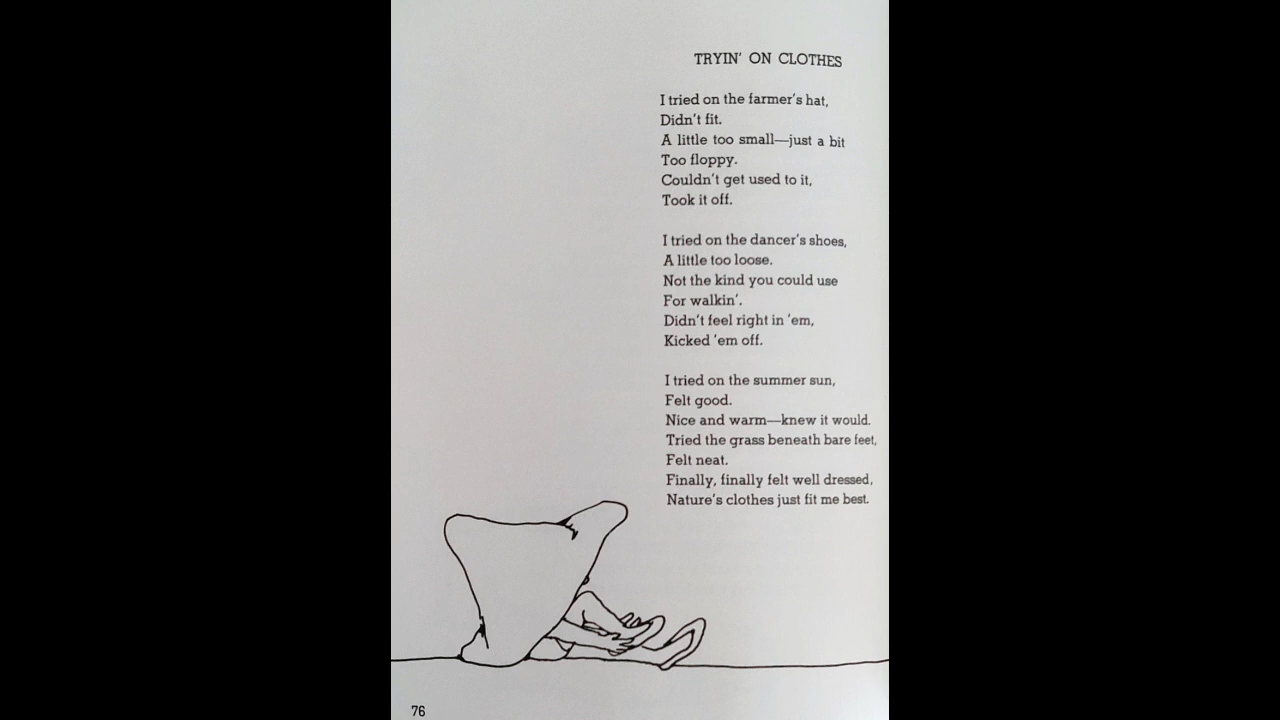 TRYIN' ON CLOTHES
I tried on the farmer's hat,
Didn't fit.
A little too small—just a bit
Too floppy.
Couldn't get used to it,
Took it off.
I tried on the dancer's shoes,
A little too loose.
Not the kind you could use
For walkin'.
Didn't feel right in 'em,
Kicked 'em off.
I tried on the summer sun,
Felt good.
Nice and warm—knew it would.
Tried the grass beneath bare feet,
Felt neat.
Finally, finally felt well dressed,
Nature's clothes just fit me best.
76